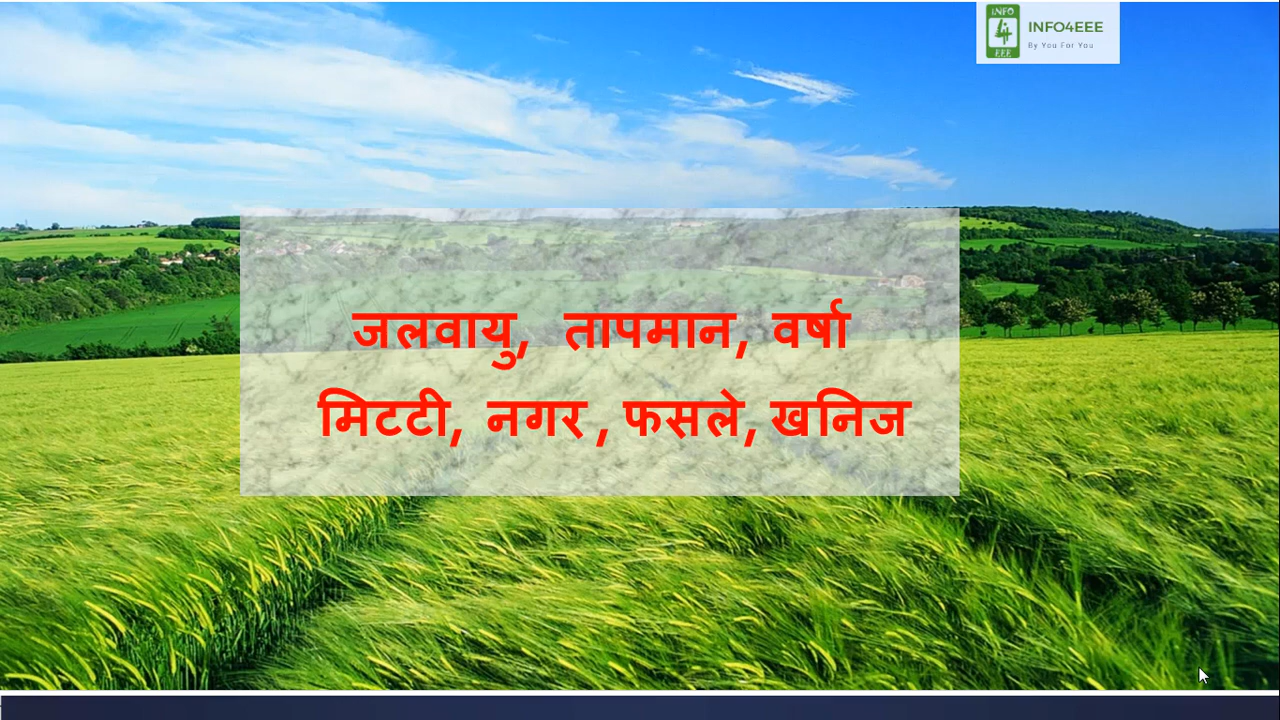 INFO
4
EEE
INFO4EEE
By You For You
जलवायु, तापमान, वर्षा
मिटटी, नगर , फसले, खनिज